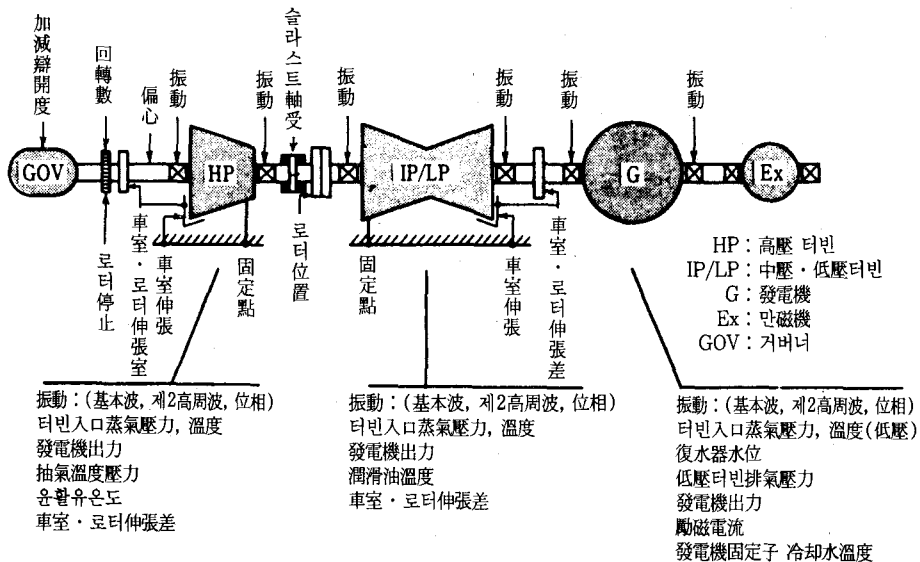 加減辯開度
回轉數
偏心
振動
振動
슬라스트軸受
振動
振動
振動
振動
GOV
HP
IP/LP
G
Ex
로터停止
車室・로터伸張室
車室伸張
固定點
로터位置
固定點
車室伸張
車室・로터伸張差
HP : 高壓 터빈
IP/LP : 中壓・低壓터빈
G : 發電機
Ex : 만磁機
GOV : 거버너
振動 : (基本波, 제2高周波, 位相)
터빈入口蒸氣壓力, 溫度
發電機出力
抽氣溫度壓力
윤활유온도
車室・로터伸張差
振動 : (基本波, 제2高周波, 位相)
터빈入口蒸氣壓力, 溫度
發電機出力
潤滑油溫度
車室・로터伸張差
振動 : (基本波, 제2高周波, 位相)
터빈入口蒸氣壓力, 溫度(低壓)
復水器水位
低壓터빈排氣壓力
發電機出力
勵磁電流
發電機固定子 冷却水溫度